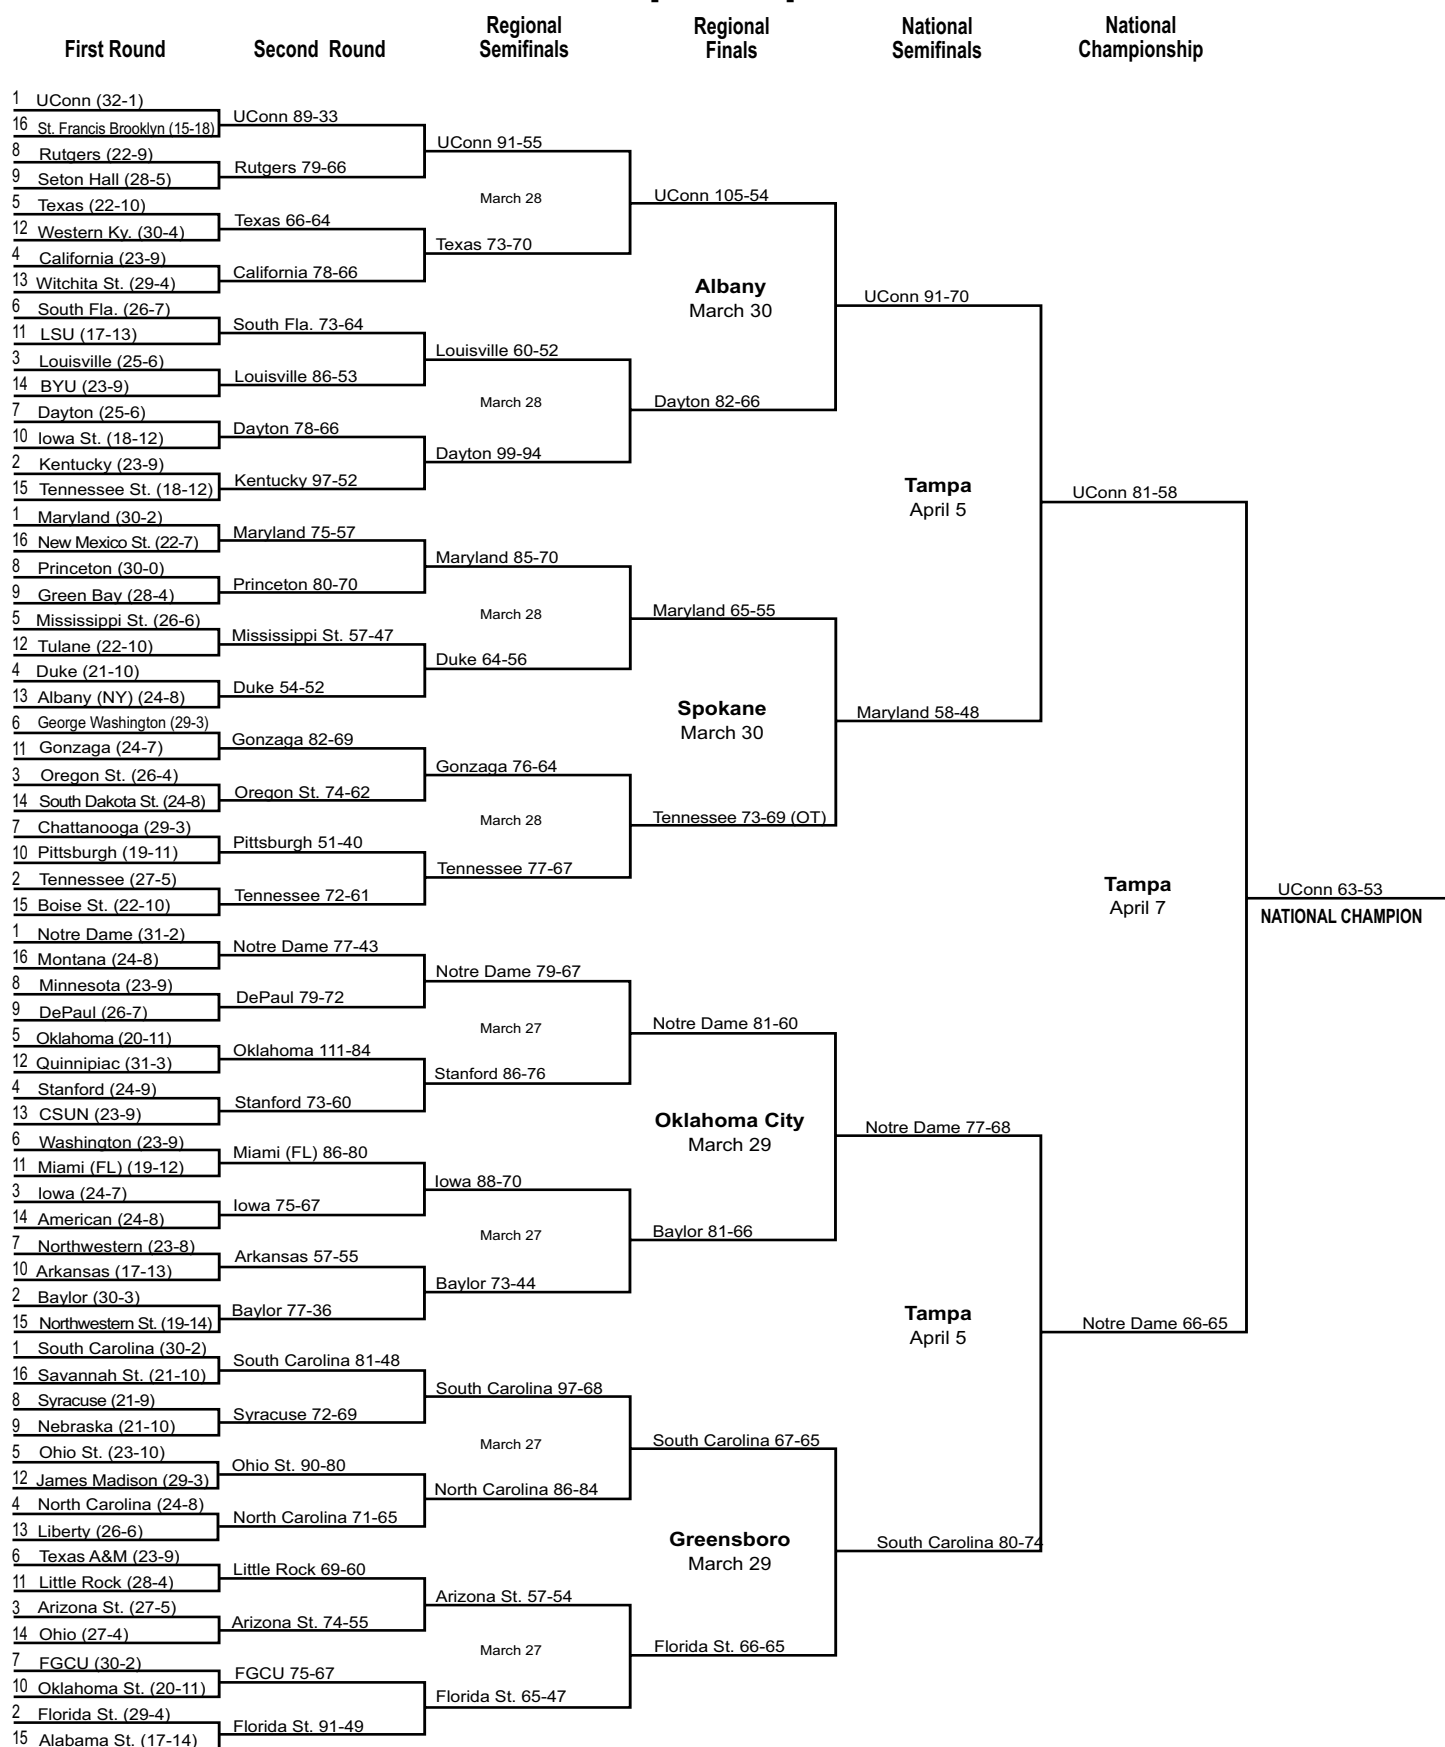 Regional Semifinals
Regional Finals
National Semifinals
National Championship
First Round
Second Round
1 UConn (32-1)
16 St. Francis Brooklyn (15-18)
8 Rutgers (22-9)
9 Seton Hall (28-5)
5 Texas (22-10)
12 Western Ky. (30-4)
4 California (23-9)
13 Witchita St. (29-4)
6 South Fla. (26-7)
11 LSU (17-13)
3 Louisville (25-6)
14 BYU (23-9)
7 Dayton (25-6)
10 Iowa St. (18-12)
2 Kentucky (23-9)
15 Tennessee St. (18-12)
1 Maryland (30-2)
16 New Mexico St. (22-7)
8 Princeton (30-0)
9 Green Bay (28-4)
5 Mississippi St. (26-6)
12 Tulane (22-10)
4 Duke (21-10)
13 Albany (NY) (24-8)
6 George Washington (29-3)
11 Gonzaga (24-7)
3 Oregon St. (26-4)
14 South Dakota St. (24-8)
7 Chattanooga (29-3)
10 Pittsburgh (19-11)
2 Tennessee (27-5)
15 Boise St. (22-10)
1 Notre Dame (31-2)
16 Montana (24-8)
8 Minnesota (23-9)
9 DePaul (26-7)
5 Oklahoma (20-11)
12 Quinnipiac (31-3)
4 Stanford (24-9)
13 CSUN (23-9)
6 Washington (23-9)
11 Miami (FL) (19-12)
3 Iowa (24-7)
14 American (24-8)
7 Northwestern (23-8)
10 Arkansas (17-13)
2 Baylor (30-3)
15 Northwestern St. (19-14)
1 South Carolina (30-2)
16 Savannah St. (21-10)
8 Syracuse (21-9)
9 Nebraska (21-10)
5 Ohio St. (23-10)
12 James Madison (29-3)
4 North Carolina (24-8)
13 Liberty (26-6)
6 Texas A&M (23-9)
11 Little Rock (28-4)
3 Arizona St. (27-5)
14 Ohio (27-4)
7 FGCU (30-2)
10 Oklahoma St. (20-11)
2 Florida St. (29-4)
15 Alabama St. (17-14)
UConn 89-33
Rutgers 79-66
Texas 66-64
California 78-66
South Fla. 73-64
Louisville 86-53
Dayton 78-66
Kentucky 97-52
Maryland 75-57
Princeton 80-70
Mississippi St. 57-47
Duke 54-52
Gonzaga 82-69
Oregon St. 74-62
Pittsburgh 51-40
Tennessee 72-61
Notre Dame 77-43
DePaul 79-72
Oklahoma 111-84
Stanford 73-60
Miami (FL) 86-80
Iowa 75-67
Arkansas 57-55
Baylor 77-36
South Carolina 81-48
Syracuse 72-69
Ohio St. 90-80
North Carolina 71-65
Little Rock 69-60
Arizona St. 74-55
FGCU 75-67
Florida St. 91-49
UConn 91-55
March 28
Texas 73-70
Louisville 60-52
March 28
Dayton 99-94
Maryland 85-70
March 28
Duke 64-56
Gonzaga 76-64
March 28
Tennessee 77-67
Notre Dame 79-67
March 27
Stanford 86-76
Iowa 88-70
March 27
Baylor 73-44
South Carolina 97-68
March 27
North Carolina 86-84
Arizona St. 57-54
March 27
Florida St. 65-47
UConn 105-54
Albany
March 30
Dayton 82-66
Maryland 65-55
Spokane
March 30
Tennessee 73-69 (OT)
Notre Dame 81-60
Oklahoma City
March 29
Baylor 81-66
South Carolina 67-65
Greensboro
March 29
Florida St. 66-65
UConn 91-70
Tampa
April 5
Maryland 58-48
Notre Dame 77-68
Tampa
April 5
South Carolina 80-74
UConn 81-58
Tampa
April 7
Notre Dame 66-65
UConn 63-53
NATIONAL CHAMPION